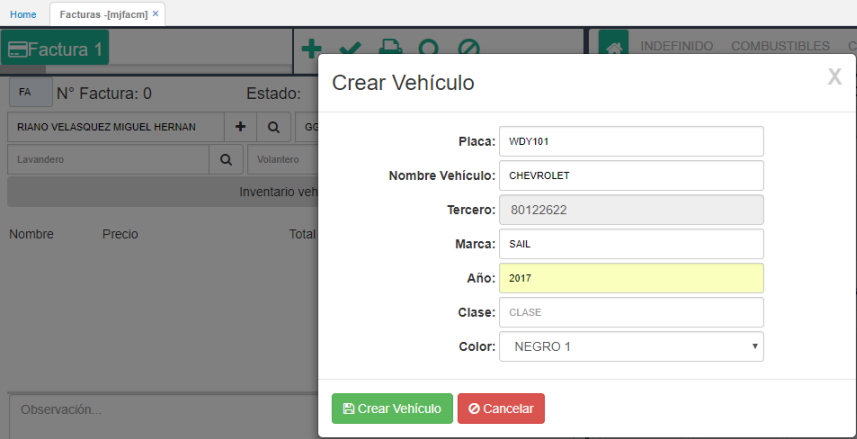 Home Facturas -[mjfacm] ×
Factura 1
INDEFINIDO COMBUSTIBLES C
FA N° Factura: 0 Estado:
RIANO VELASQUEZ MIGUEL HERNAN GG
Lavandero Volantero
Inventario veh
Nombre Precio Total
Observación...
Crear Vehículo X
Placa: WDY101
Nombre Vehículo: CHEVROLET
Tercero: 80122622
Marca: SAIL
Año: 2017
Clase: CLASE
Color: NEGRO 1
Crear Vehículo Cancelar